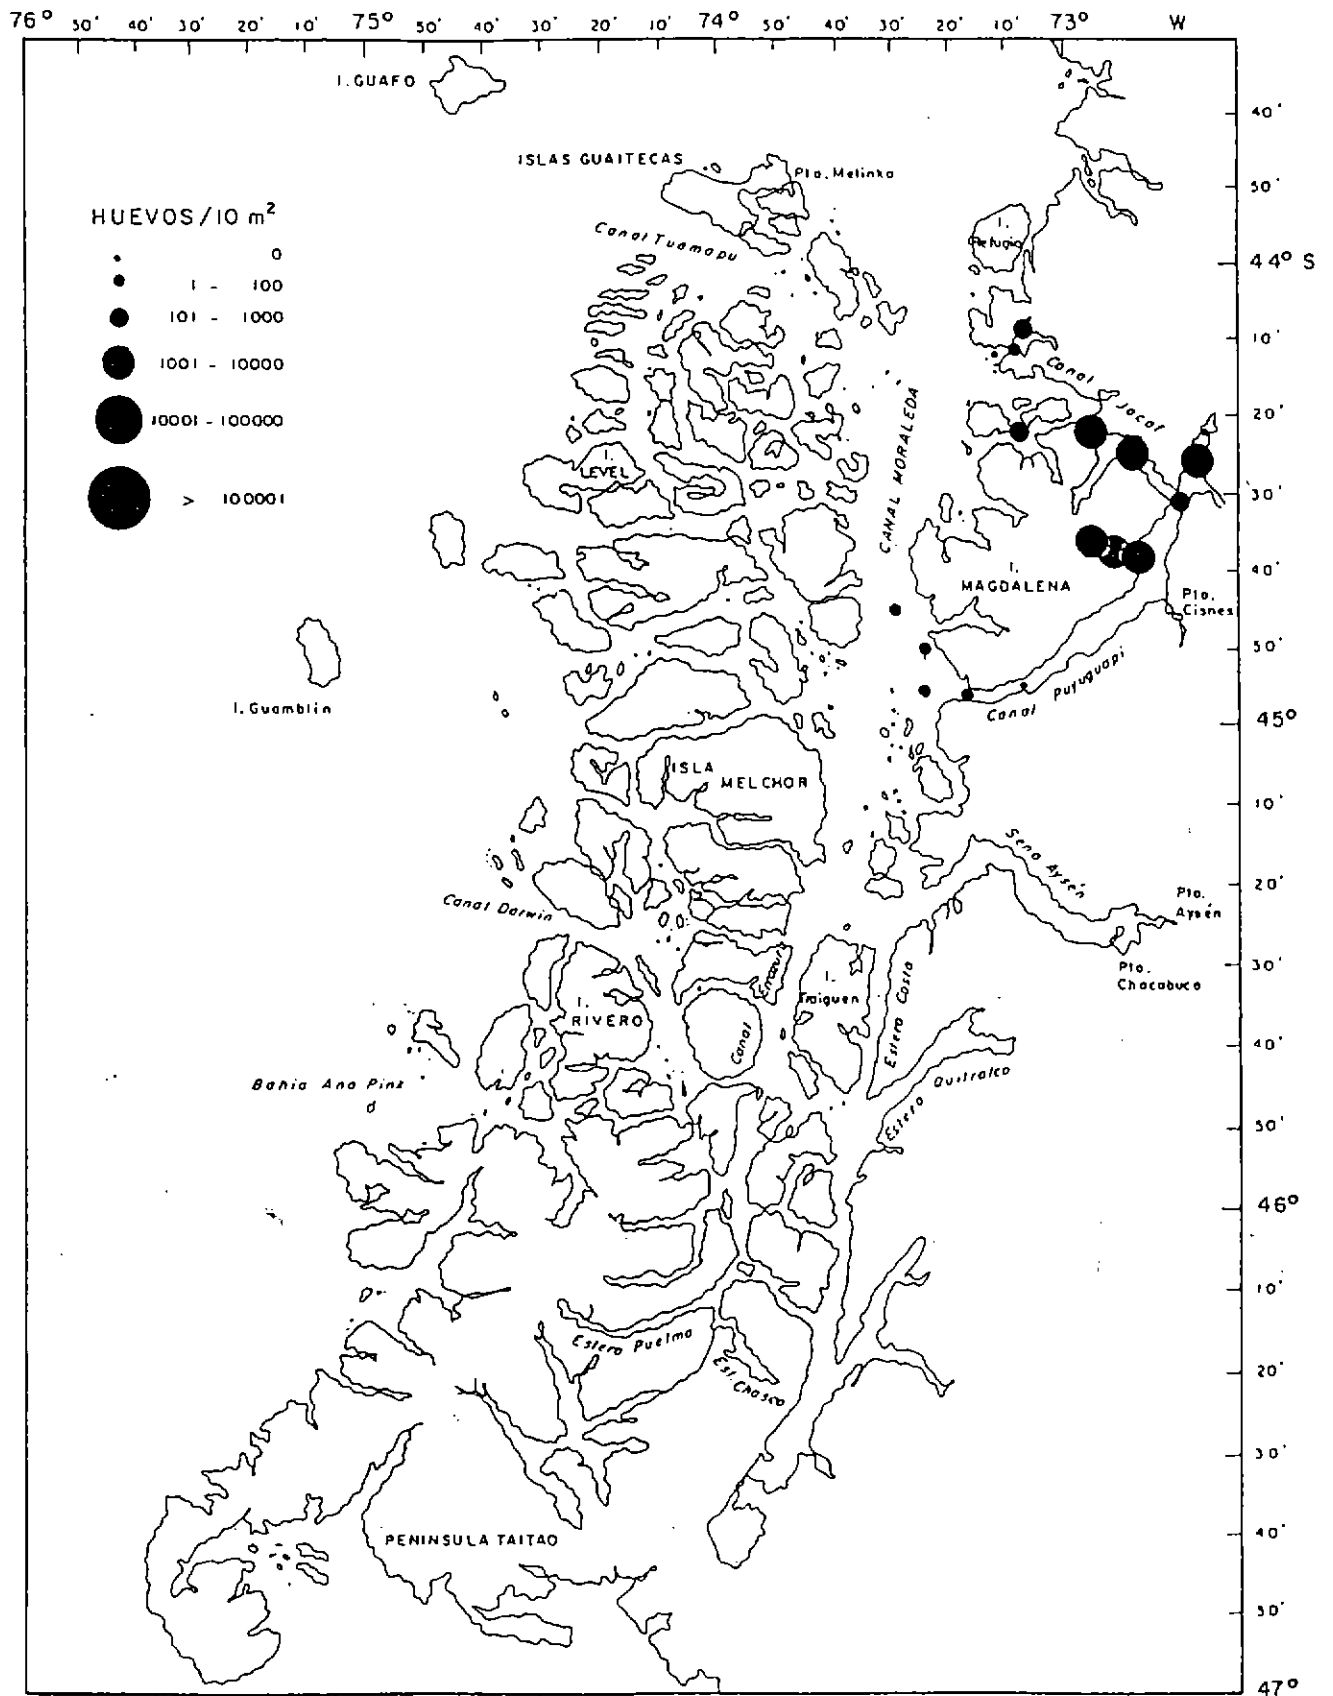 76° 50' 40' 30' 20' 10' 75° 50' 40' 30' 20' 10' 74° 50' 40' 30' 20' 10' 73° W
I. GUAFO
40'
ISLAS GUAITECAS
Pto. Melinka
50'
HUEVOS/10 m²
0
1 - 100
101 - 1000
1001 - 10000
10001 - 100000
> 100001
Canal Tuamapu
I.
Refugio
44° S
10'
Canal Jacaf
20'
CANAL MORALEDA
I.
LEVEL
30'
40'
I.
MAGDALENA
Pto.
Cisnes
50'
Canal Puyuguapi
I. Guamblin
45°
ISLA
MELCHOR
10'
Seno Aysén
20'
Canal Darwin
Pto.
Aysén
30'
Pto.
Chacabuco
I.
Traiguen
Estero Costa
I.
RIVERO
Canal
40'
Estero Quitralco
Bahia Ana Pink
50'
46°
10'
Estero Puelma
Est. Chasco
20'
30'
40'
PENINSULA TAITAO
50'
47°